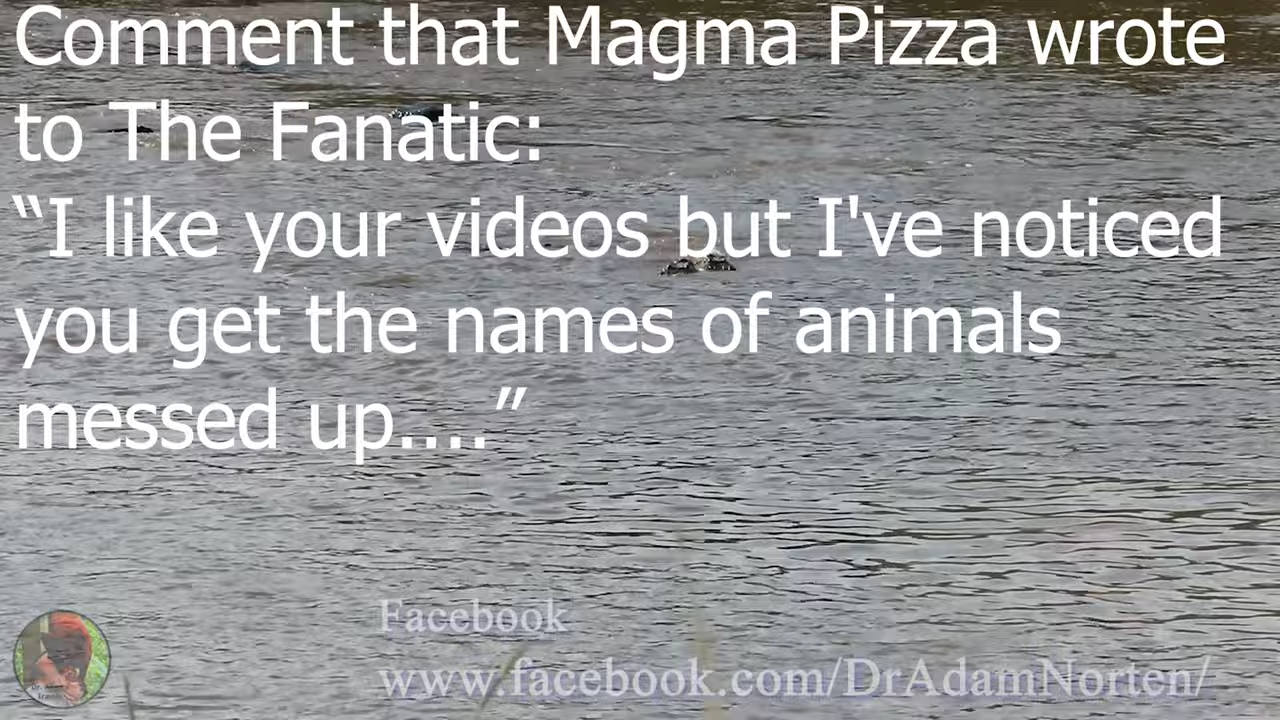 Comment that Magma Pizza wrote
to The Fanatic:
“I like your videos but I've noticed
you get the names of animals
messed up....”
Facebook
www.facebook.com/DrAdamNorten/